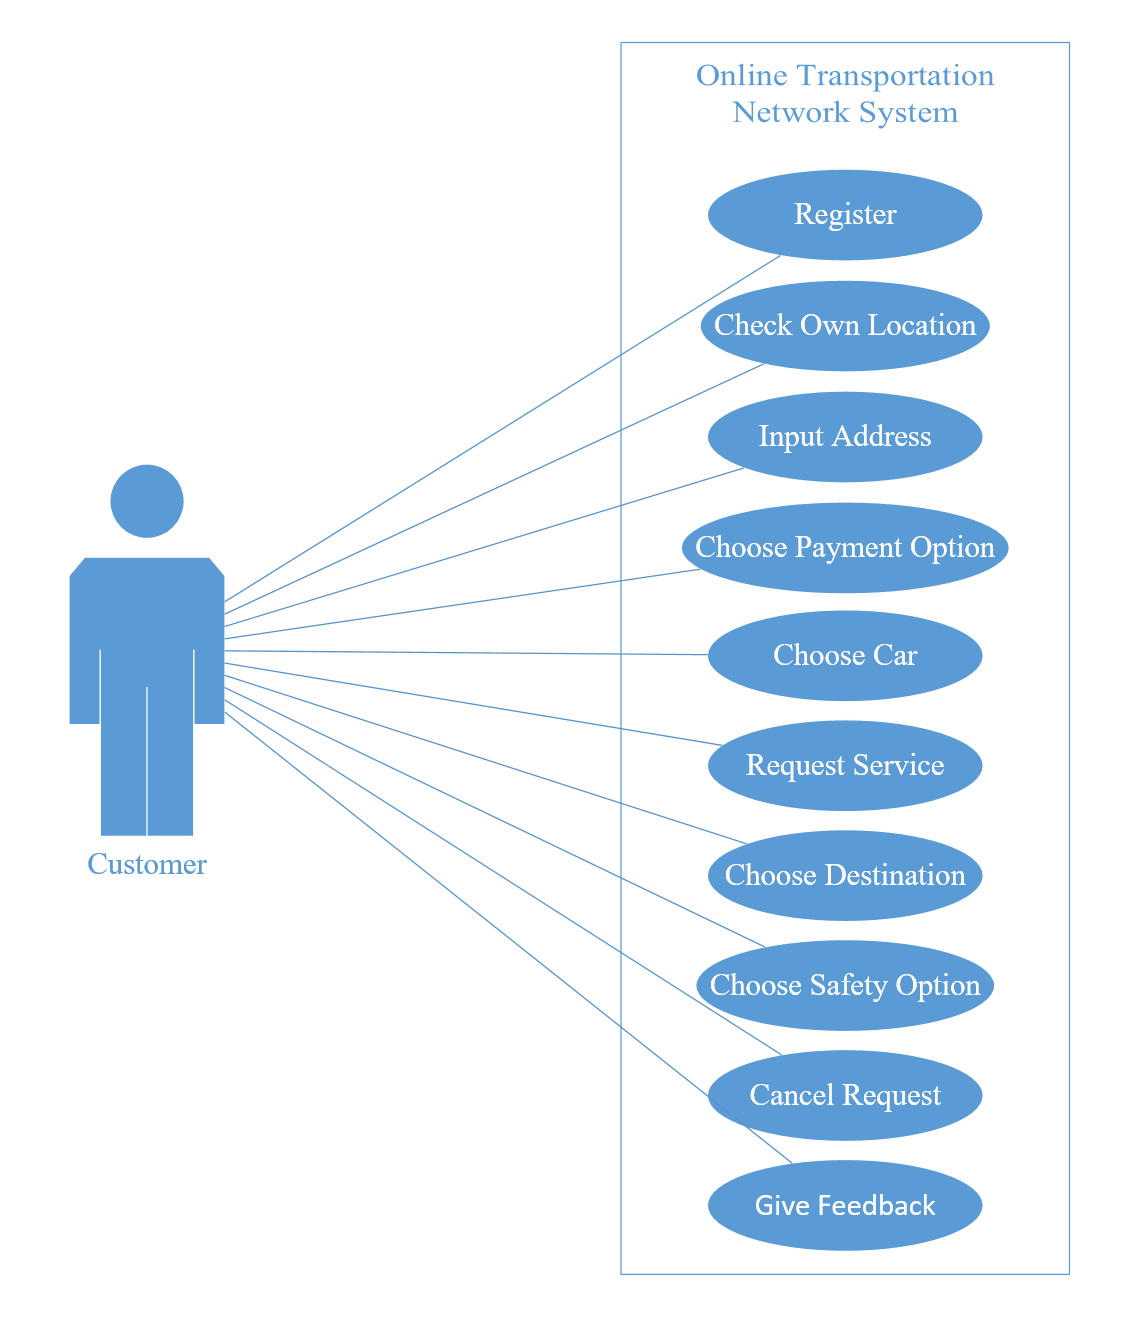 Online Transportation
Network System
Register
Check Own Location
Input Address
Choose Payment Option
Choose Car
Request Service
Customer
Choose Destination
Choose Safety Option
Cancel Request
Give Feedback